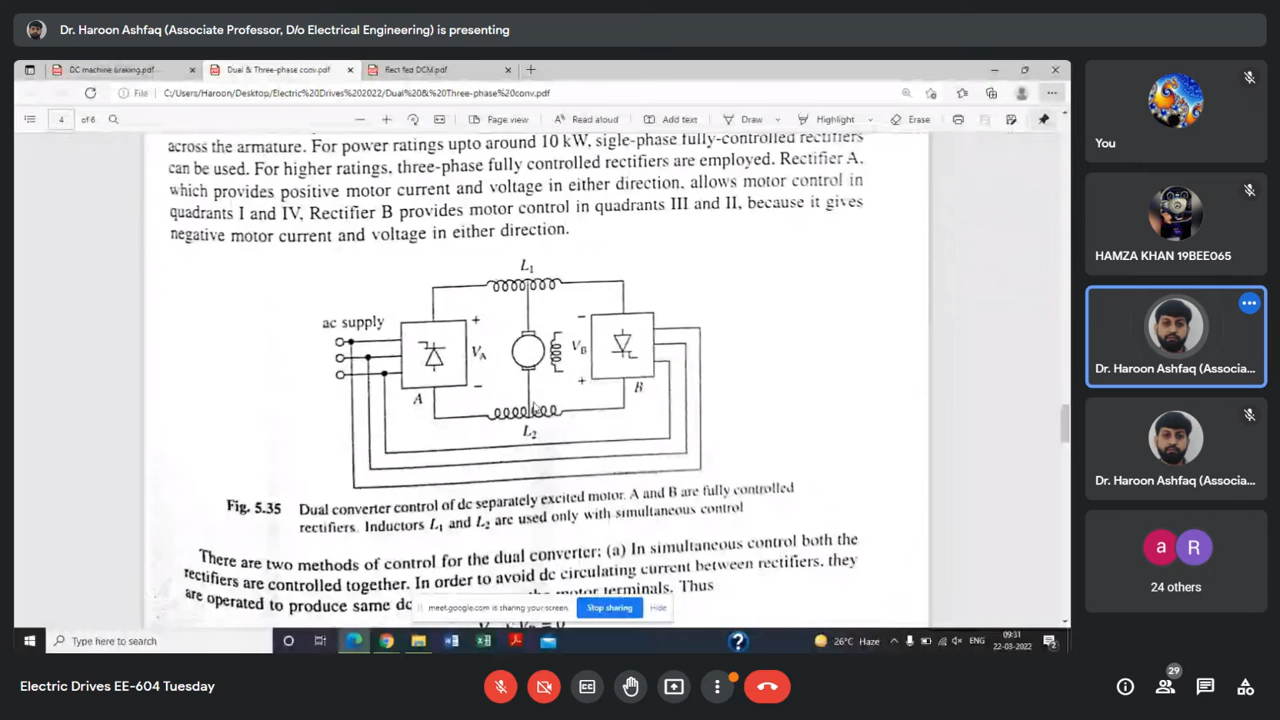 Dr. Haroon Ashfaq (Associate Professor, D/o Electrical Engineering) is presenting
DC machine braking.pdf
Dual & Three-phase conv.pdf
Rect fed DCM.pdf
File
C:/Users/Haroon/Desktop/Electric%20Drives%202022/Dual%20&%20Three-phase%20conv.pdf
4 of 6
Page view
Read aloud
Add text
Draw
Highlight
Erase
across the armature. For power ratings upto around 10 kW, sigle-phase fully-controlled rectifiers
can be used. For higher ratings, three-phase fully controlled rectifiers are employed. Rectifier A,
which provides positive motor current and voltage in either direction, allows motor control in
quadrants I and IV, Rectifier B provides motor control in quadrants III and II, because it gives
negative motor current and voltage in either direction.
L1
ac supply
+
VA
−
A
−
VB
+
B
L2
Fig. 5.35 Dual converter control of dc separately excited motor. A and B are fully controlled
rectifiers. Inductors L1 and L2 are used only with simultaneous control
There are two methods of control for the dual converter: (a) In simultaneous control both the
rectifiers are controlled together. In order to avoid dc circulating current between rectifiers, they
are operated to produce same dc motor terminals. Thus
meet.google.com is sharing your screen.
Stop sharing
Hide
Type here to search
26°C Haze
ENG
09:31
22-03-2022
You
HAMZA KHAN 19BEE065
Dr. Haroon Ashfaq (Associa...
Dr. Haroon Ashfaq (Associa...
a
R
24 others
Electric Drives EE-604 Tuesday
29